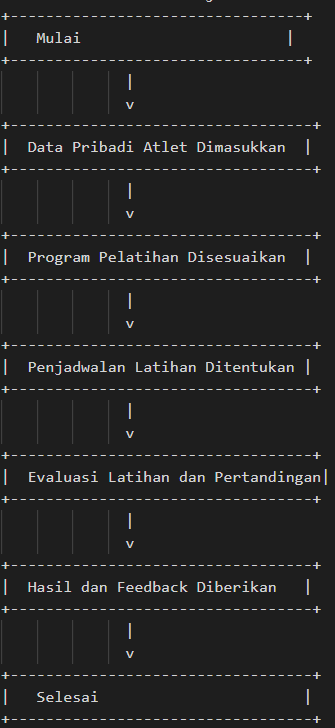 +---------------------------------+
|   Mulai                       |
+---------------------------------+
|
v
+----------------------------------+
|  Data Pribadi Atlet Dimasukkan  |
+----------------------------------+
|
v
+----------------------------------+
|  Program Pelatihan Disesuaikan  |
+----------------------------------+
|
v
+----------------------------------+
|  Penjadwalan Latihan Ditentukan |
+----------------------------------+
|
v
+----------------------------------+
|  Evaluasi Latihan dan Pertandingan|
+----------------------------------+
|
v
+----------------------------------+
|  Hasil dan Feedback Diberikan   |
+----------------------------------+
|
v
+----------------------------------+
|   Selesai                       |
+----------------------------------+